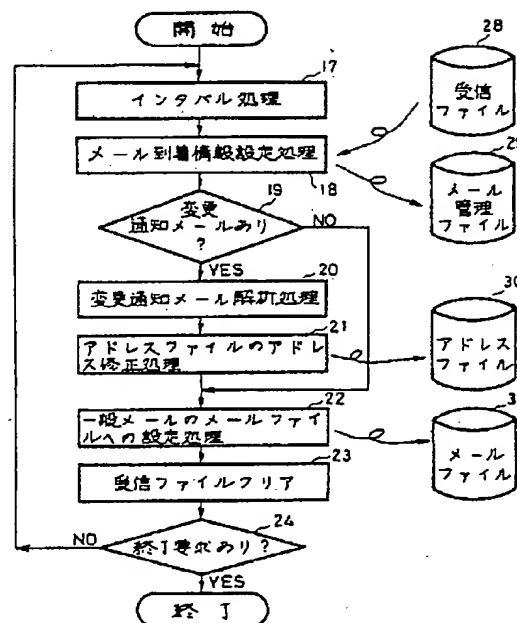 開始
17
インタバル処理
メール到着情報設定処理
18
19
変更
通知メールあり
?
NO
YES
20
変更通知メール解析処理
21
アドレスファイルのアドレ
ス修正処理
22
一般メールのメールファイ
ルへの設定処理
23
受信ファイルクリア
24
終了要求あり?
NO
YES
終了
28
受信
ファイル
メール
管理
ファイル
30
アドレス
ファイル
メール
ファイル